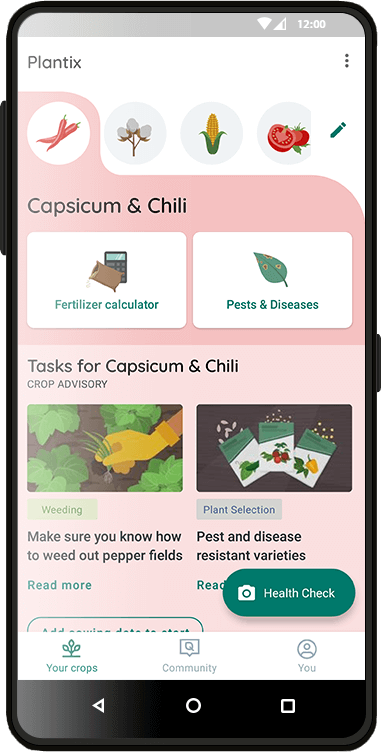 12:00
Plantix
Capsicum & Chili
Fertilizer calculator
Pests & Diseases
Tasks for Capsicum & Chili
CROP ADVISORY
Weeding
Plant Selection
Make sure you know how
to weed out pepper fields
Pest and disease
resistant varieties
Read more
Read
Health Check
Add sowing date to start
Your crops
Community
You